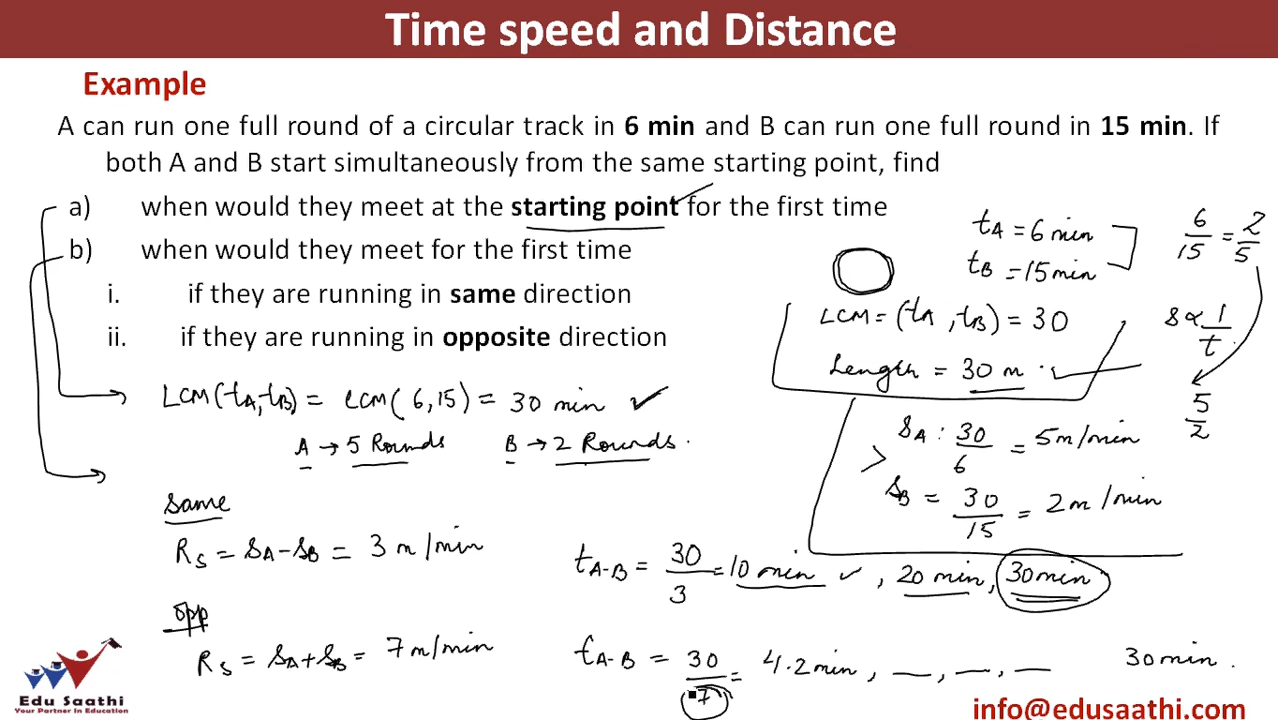 Time speed and Distance
Example
A can run one full round of a circular track in 6 min and B can run one full round in 15 min. If
both A and B start simultaneously from the same starting point, find
a) when would they meet at the starting point for the first time
b) when would they meet for the first time
i. if they are running in same direction
ii. if they are running in opposite direction
tA = 6 min
tB = 15 min
6/15 = 2/5
LCM = (tA, tB) = 30
S ∝ 1/t
Length = 30 m
5/2
LCM(tA, tB) = LCM(6, 15) = 30 min ✓
A → 5 Rounds B → 2 Rounds.
SA : 30/6 = 5 m/min
SB = 30/15 = 2 m/min
Same
RS = SA - SB = 3 m/min
tA-B = 30/3 = 10 min ✓, 20 min, 30 min
opp
RS = SA + SB = 7 m/min
tA-B = 30/7 = 4.2 min, __, __, __ 30 min.
Edu Saathi
Your Partner In Education
info@edusaathi.com